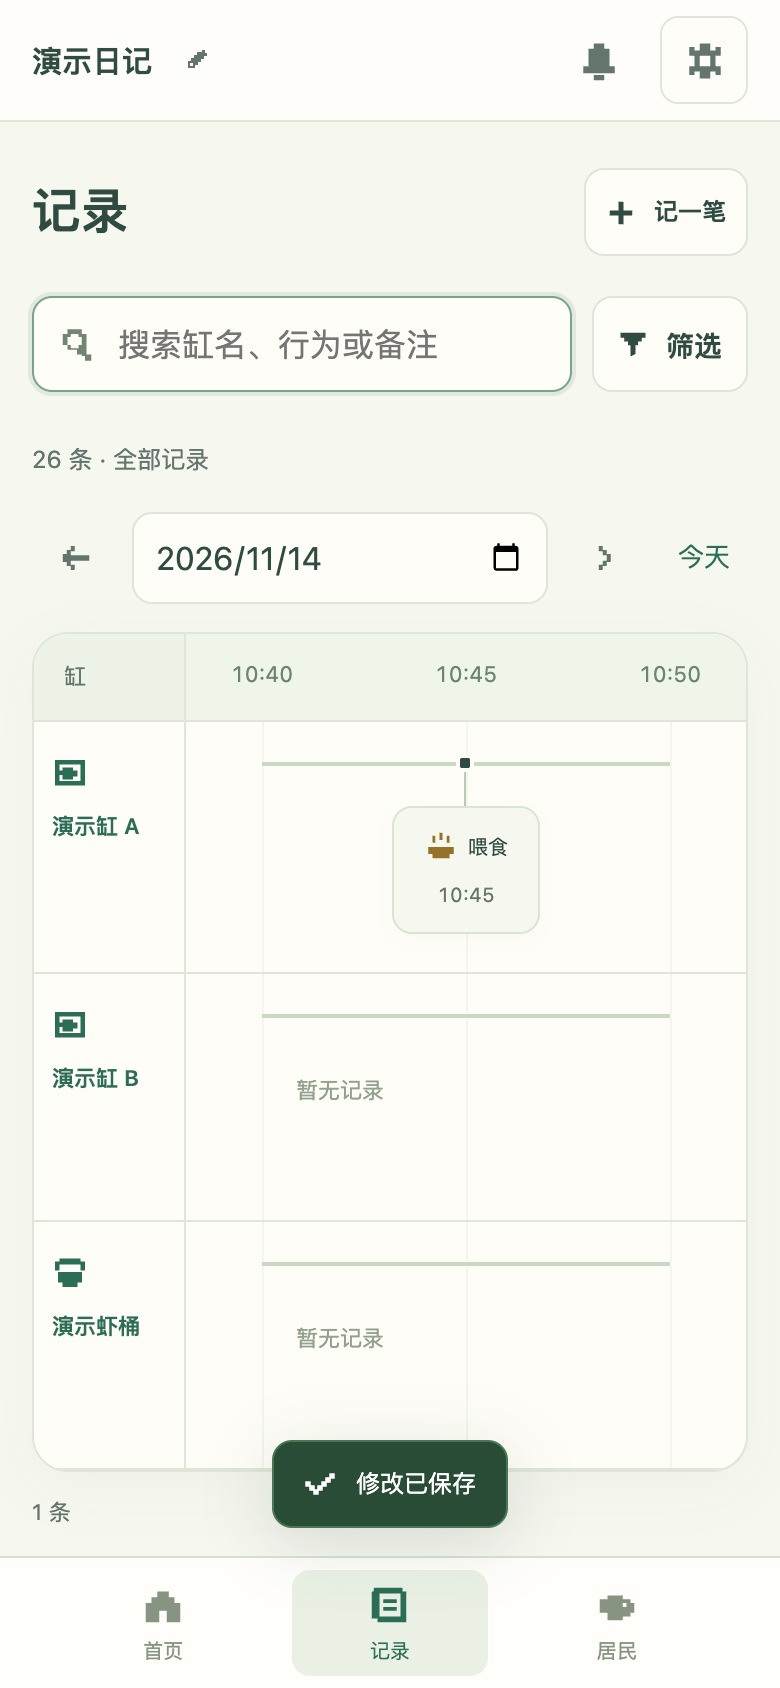 演示日记
记录
记一笔
搜索缸名、行为或备注
筛选
26 条 · 全部记录
2026/11/14
今天
缸
10:40
10:45
10:50
演示缸 A
喂食
10:45
演示缸 B
暂无记录
演示虾桶
暂无记录
修改已保存
1 条
首页
记录
居民